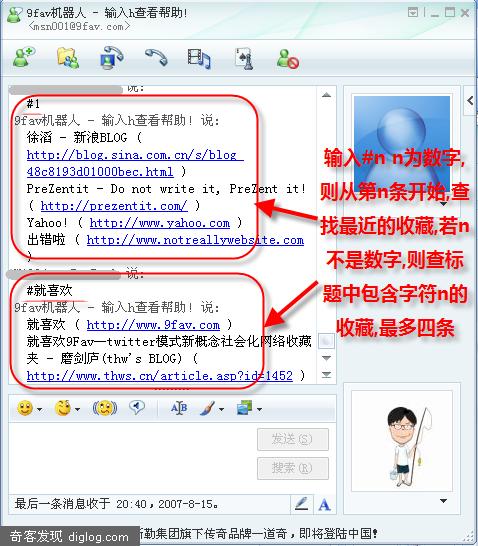 9fav机器人 - 输入h查看帮助!
<msn001@9fav.com>
说:
#1
9fav机器人 - 输入h查看帮助! 说:
徐滔 - 新浪BLOG (
http://blog.sina.com.cn/s/blog_
48c8193d01000bec.html )
PreZentit - Do not write it, PreZent it!
( http://prezentit.com/ )
Yahoo! ( http://www.yahoo.com )
出错啦 ( http://www.notreallywebsite.com
)
说:
#就喜欢
9fav机器人 - 输入h查看帮助! 说:
就喜欢 ( http://www.9fav.com )
就喜欢9Fav—twitter模式新概念社会化网络收藏
夹 - 磨剑庐(thw's BLOG) (
http://www.thws.cn/article.asp?id=1452 )
输入#n n为数字,
则从第n条开始,查
找最近的收藏,若n
不是数字,则查标
题中包含字符n的
收藏,最多四条
发送(S)
搜索(R)
最后一条消息收于 20:40，2007-8-15。
A
奇客发现 diglog.com
勒集团旗下传奇品牌—道奇，即将登陆中国!